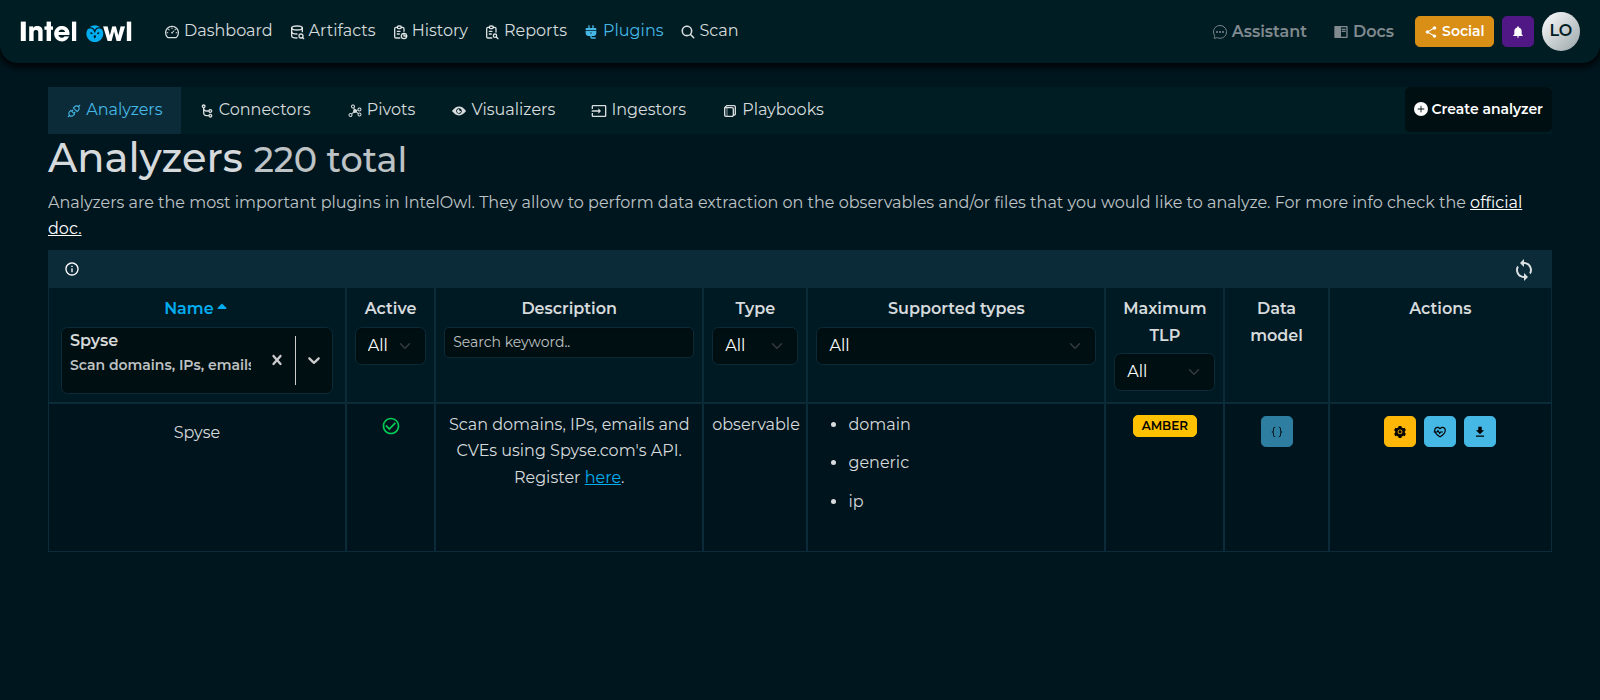 Intel Owl
Dashboard Artifacts History Reports Plugins Scan Assistant Docs Social LO
Analyzers Connectors Pivots Visualizers Ingestors Playbooks Create analyzer
Analyzers 220 total
Analyzers are the most important plugins in IntelOwl. They allow to perform data extraction on the observables and/or files that you would like to analyze. For more info check the official
doc.
Name Active Description Type Supported types Maximum TLP Data model Actions
Spyse
Scan domains, IPs, emails
All Search keyword.. All All All
Spyse
Scan domains, IPs, emails and
CVEs using Spyse.com's API.
Register here.
observable
domain
generic
ip
AMBER
{}